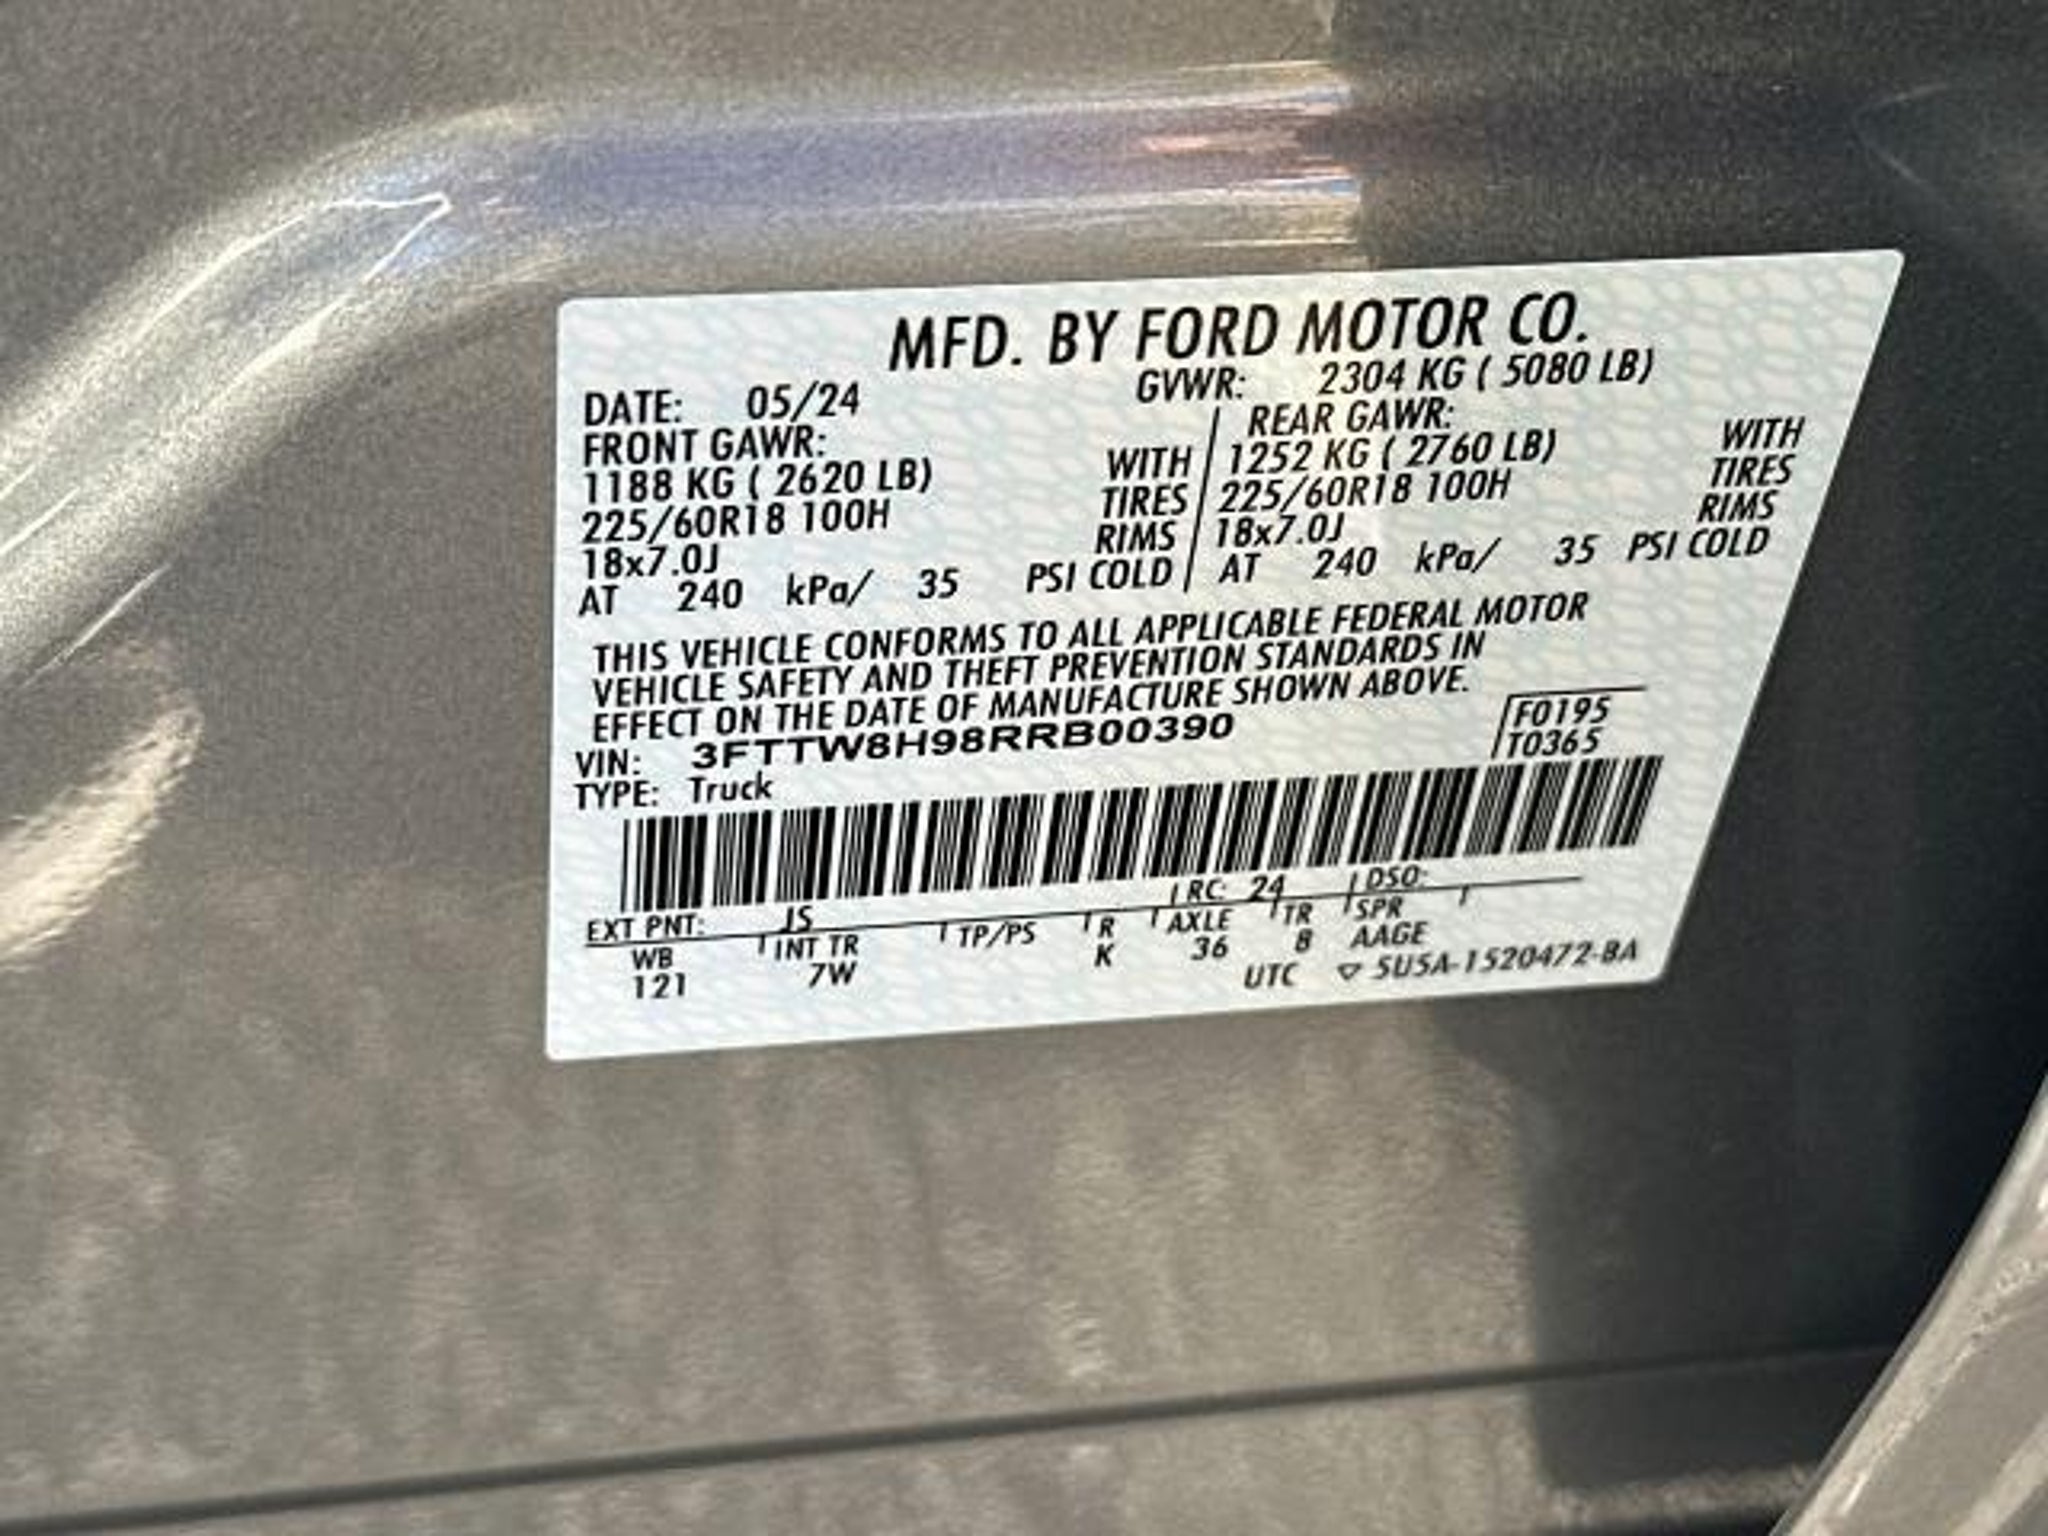 MFD. BY FORD MOTOR CO.
DATE: 05/24 GVWR: 2304 KG ( 5080 LB)
FRONT GAWR: REAR GAWR:
1188 KG ( 2620 LB) WITH 1252 KG ( 2760 LB) WITH
225/60R18 100H TIRES 225/60R18 100H TIRES
18x7.0J RIMS 18x7.0J RIMS
AT 240 kPa/ 35 PSI COLD AT 240 kPa/ 35 PSI COLD
THIS VEHICLE CONFORMS TO ALL APPLICABLE FEDERAL MOTOR
VEHICLE SAFETY AND THEFT PREVENTION STANDARDS IN
EFFECT ON THE DATE OF MANUFACTURE SHOWN ABOVE.
VIN: 3FTTW8H98RRB00390 F0195
TYPE: Truck T0365
EXT PNT: JS RC: 24 DSO:
WB INT TR TP/PS R AXLE TR SPR
121 7W K 36 8 AAGE
UTC ▽ 5U5A-1520472-BA